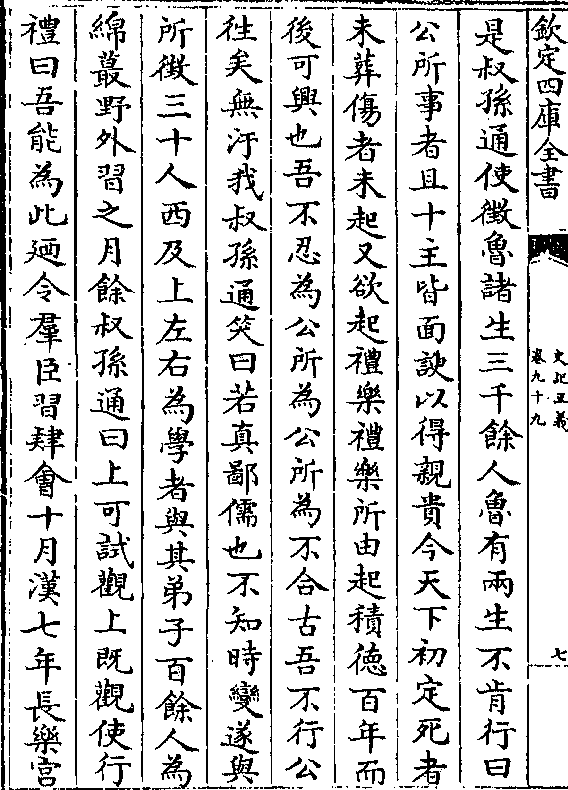 欽定四庫全書
史記正義
卷九十九
七
是叔孫通使徵魯諸生三千餘人魯有兩生不肯行曰
公所事者且十主皆面諛以得親貴今天下初定死者
未葬傷者未起又欲起禮樂禮樂所由起積徳百年而
後可興也吾不忍為公所為公所為不合古吾不行公
徃矣無汙我叔孫通笑曰若真鄙儒也不知時變遂與
所徴三十人西及上左右為學者與其弟子百餘人為
綿蕞野外習之月餘叔孫通曰上可試觀上既觀使行
禮曰吾能為此廼令羣臣習肄會十月漢七年長樂宫